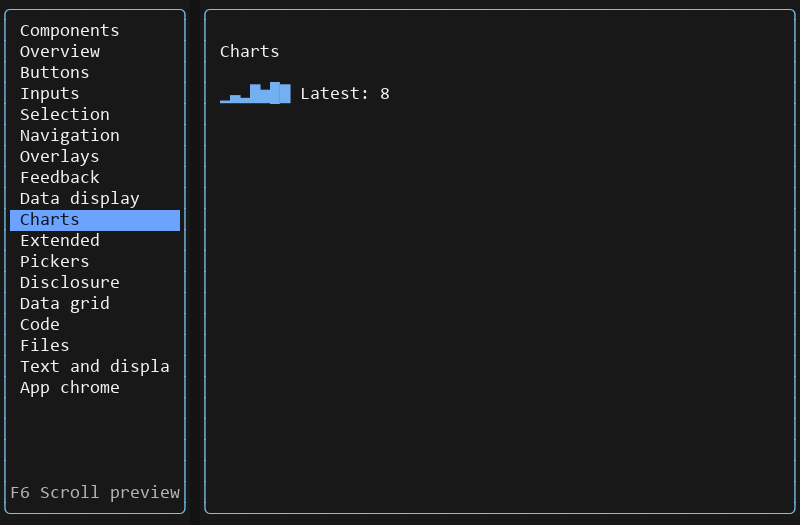 Components
Overview
Buttons
Inputs
Selection
Navigation
Overlays
Feedback
Data display
Charts
Extended
Pickers
Disclosure
Data grid
Code
Files
Text and displa
App chrome
F6 Scroll preview
Charts
Latest: 8